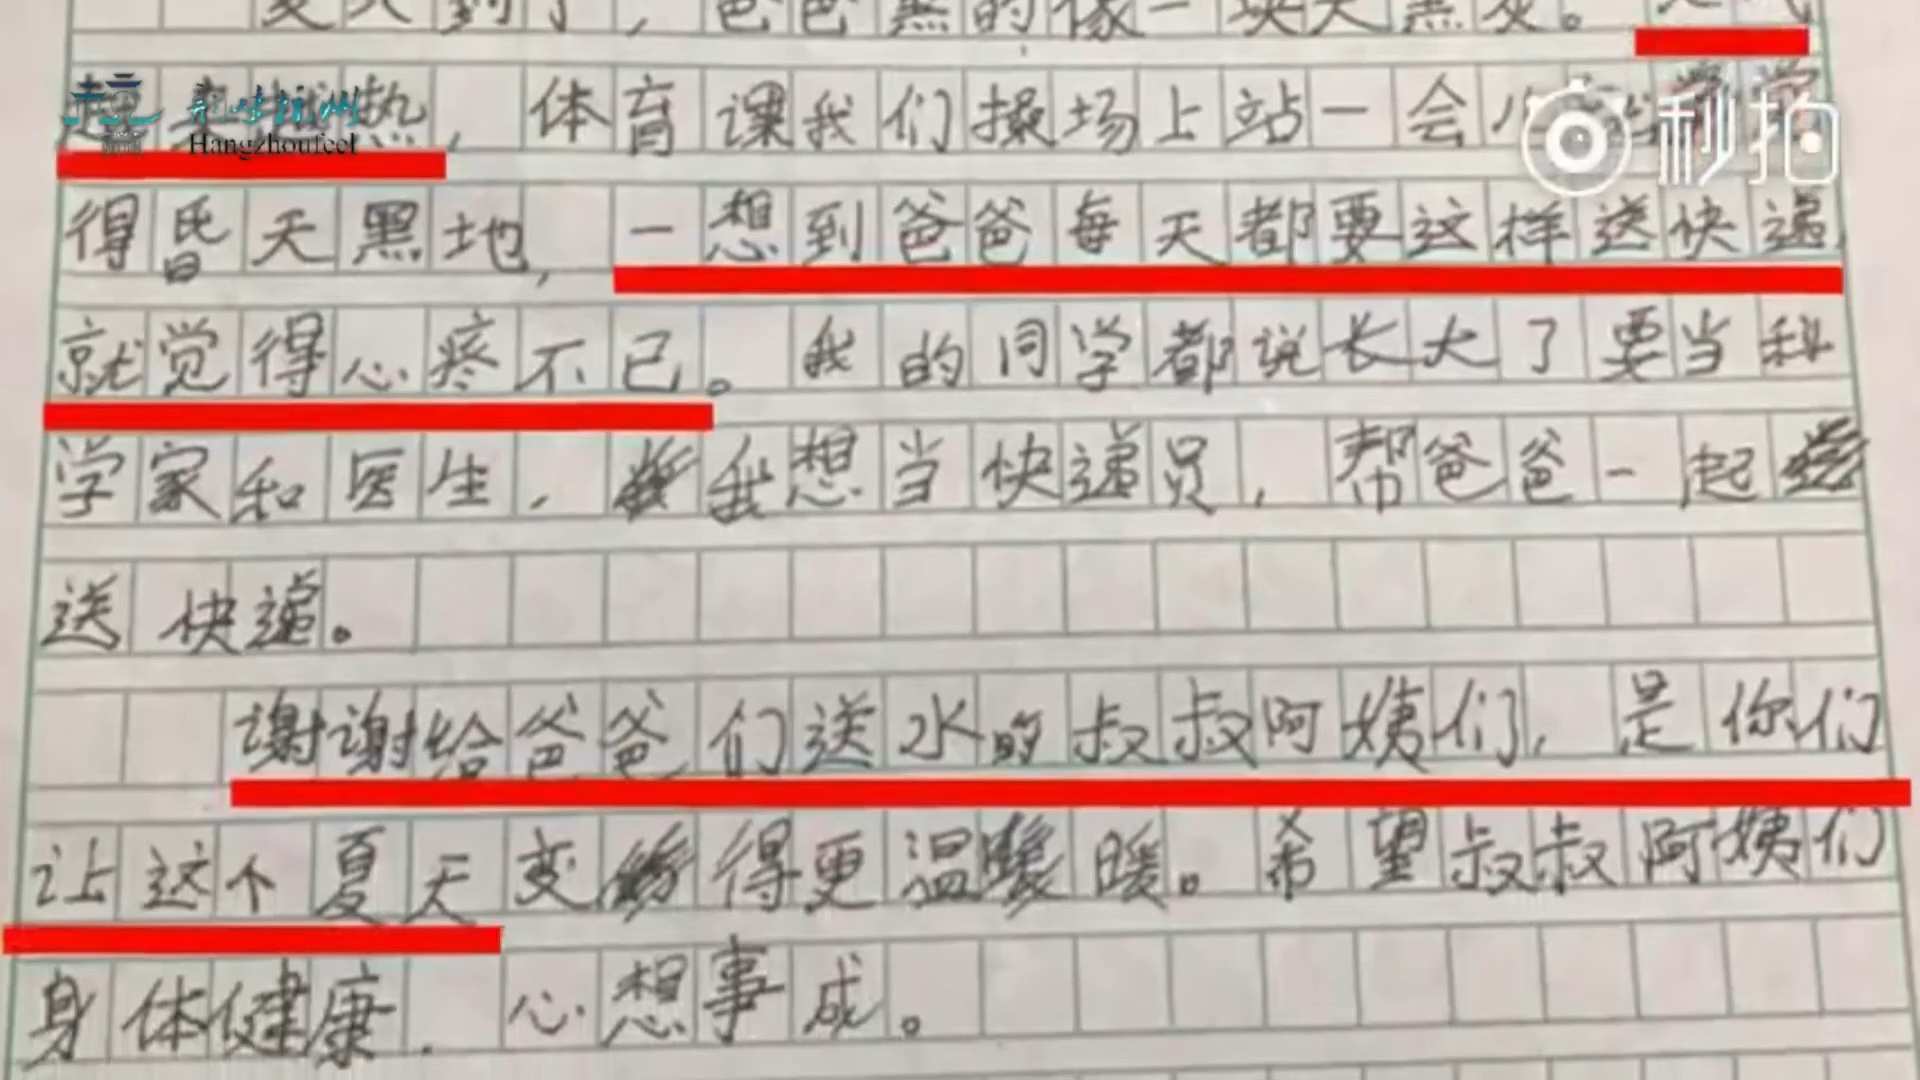 夏天到了，爸爸黑的像一块大黑炭。
越来越热，体育课我们操场上站一会儿
得昏天黑地，一想到爸爸每天都要这样送快递
就觉得心疼不已。我的同学都说长大了要当科
学家和医生，我想当快递员，帮爸爸一起
送快递。
谢谢给爸爸们送水的叔叔阿姨们，是你们
让这个夏天变得更温暖。希望叔叔阿姨们
身体健康，心想事成。
Hangzhoufeel
秒拍